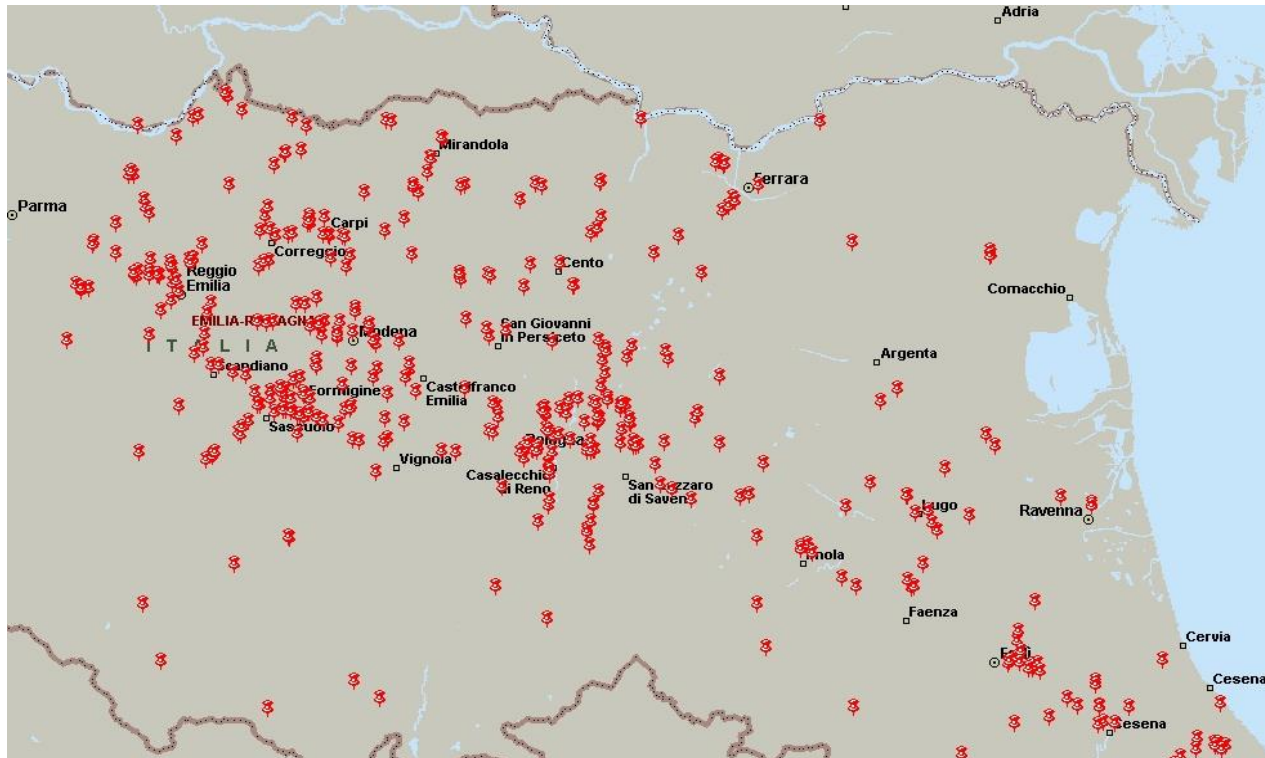 Adria
Mirandola
Ferrara
Parma
Carpi
Correggio
Reggio
Emilia
Cento
Comacchio
EMILIA-ROMAGNA
Modena
San Giovanni
in Persiceto
ITALIA
Argenta
Scandiano
Formigine
Castelfranco
Emilia
Sassuolo
Bologna
Vignola
Casalecchio
di Reno
San Lazzaro
di Savena
Lugo
Ravenna
Imola
Faenza
Cervia
Forlì
Cesena
Cesena